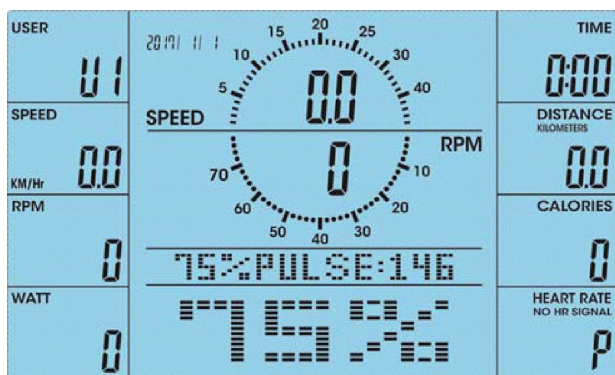 USER
U1
SPEED
KM/Hr 0.0
RPM
0
WATT
0
2017/ 1/ 1
5 10 15 20 25 30 40
SPEED
0.0
RPM
0
70 60 50 40 30 20 10
75%PULSE:146
75%
TIME
0:00
DISTANCE
KILOMETERS
0.0
CALORIES
0
HEART RATE
NO HR SIGNAL
P